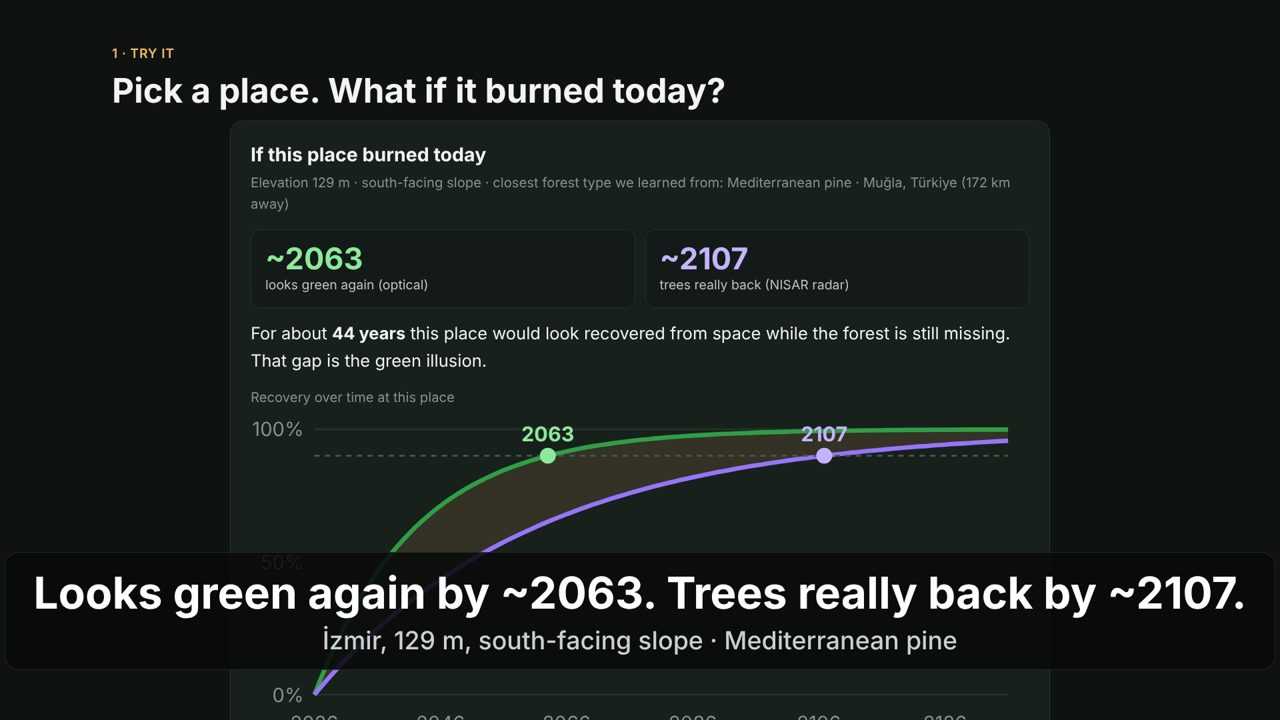 1 · TRY IT
Pick a place. What if it burned today?
If this place burned today
Elevation 129 m · south-facing slope · closest forest type we learned from: Mediterranean pine · Muğla, Türkiye (172 km
away)
~2063
looks green again (optical)
~2107
trees really back (NISAR radar)
For about 44 years this place would look recovered from space while the forest is still missing.
That gap is the green illusion.
Recovery over time at this place
100%
2063
2107
50%
Looks green again by ~2063. Trees really back by ~2107.
İzmir, 129 m, south-facing slope · Mediterranean pine
0%